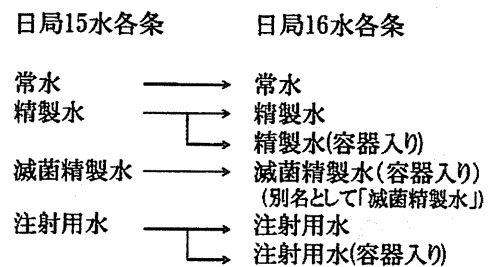 日局15水各条 日局16水各条
常水 常水
精製水 精製水
精製水(容器入り)
滅菌精製水 滅菌精製水(容器入り)
(別名として「滅菌精製水」)
注射用水 注射用水
注射用水(容器入り)